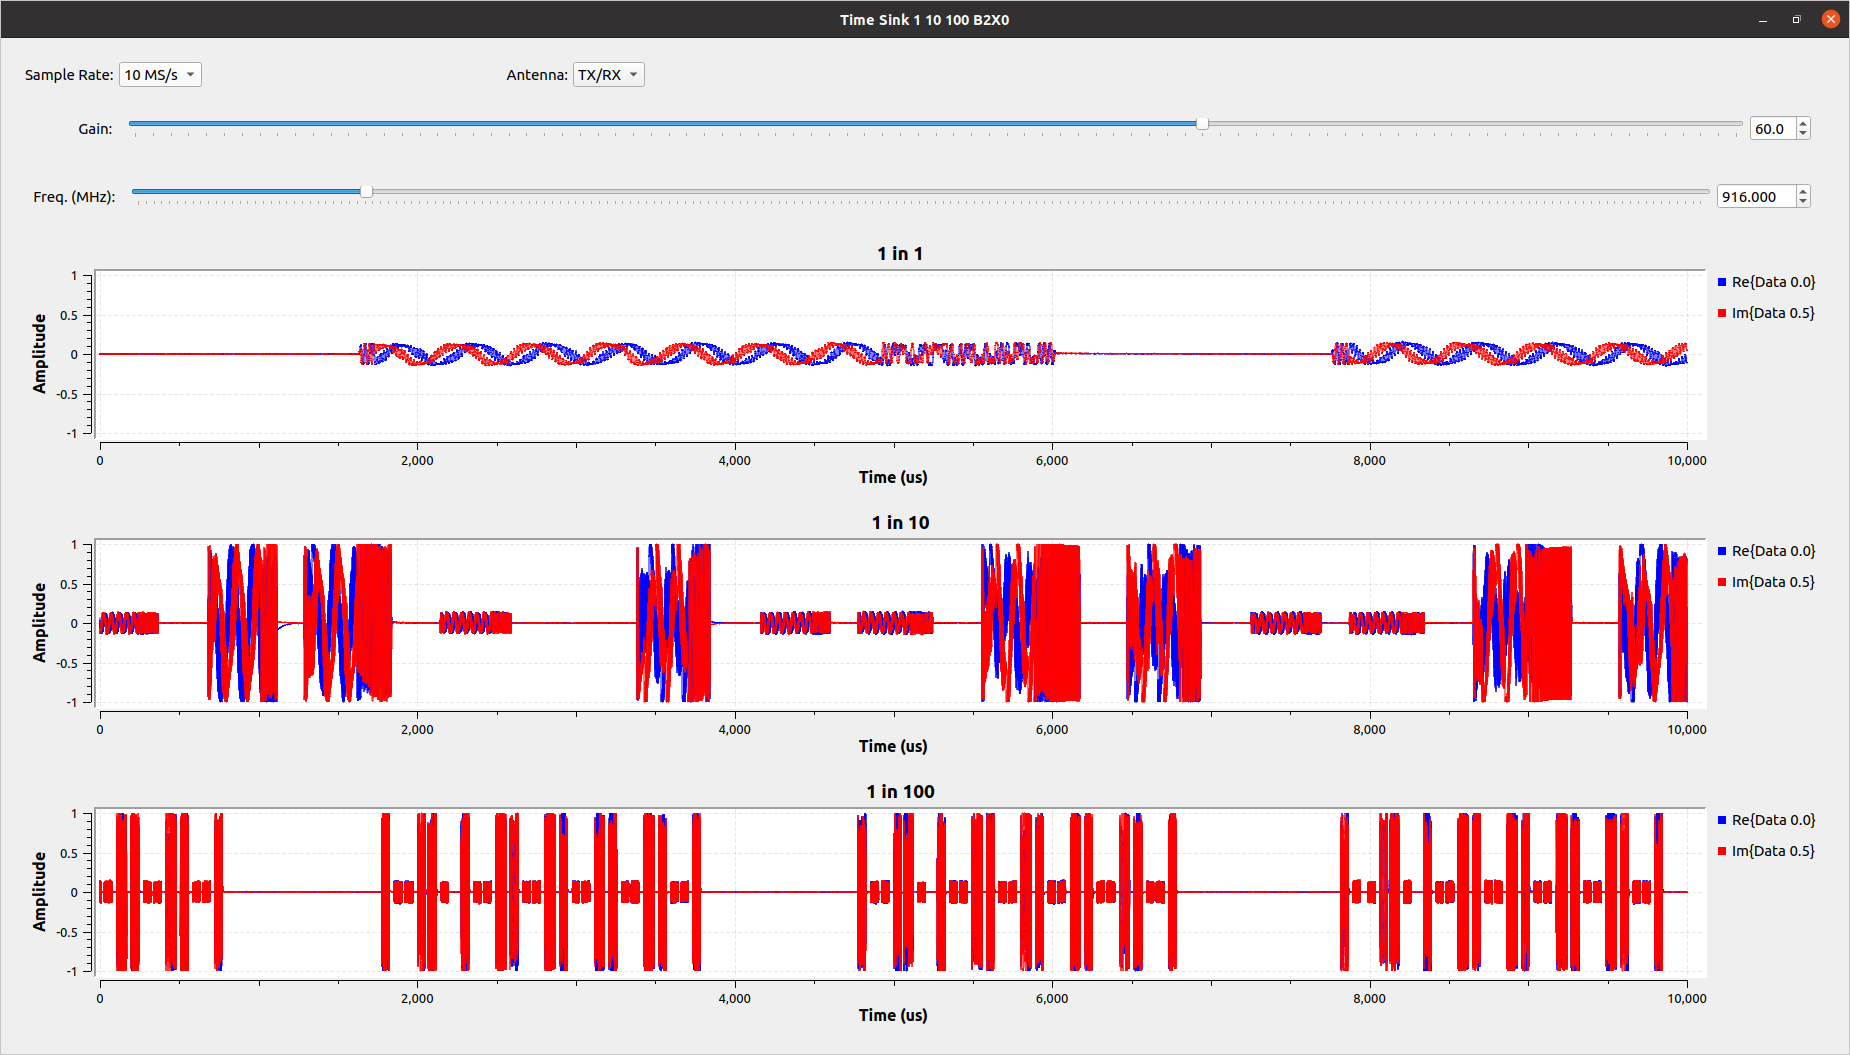 Time Sink 1 10 100 B2X0
Sample Rate: 10 MS/s Antenna: TX/RX
Gain: 60.0
Freq. (MHz): 916.000
1 in 1
Amplitude
1
0.5
0
-0.5
-1
Re{Data 0.0}
Im{Data 0.5}
0 2,000 4,000 6,000 8,000 10,000
Time (us)
1 in 10
Amplitude
1
0.5
0
-0.5
-1
Re{Data 0.0}
Im{Data 0.5}
0 2,000 4,000 6,000 8,000 10,000
Time (us)
1 in 100
Amplitude
1
0.5
0
-0.5
-1
Re{Data 0.0}
Im{Data 0.5}
0 2,000 4,000 6,000 8,000 10,000
Time (us)